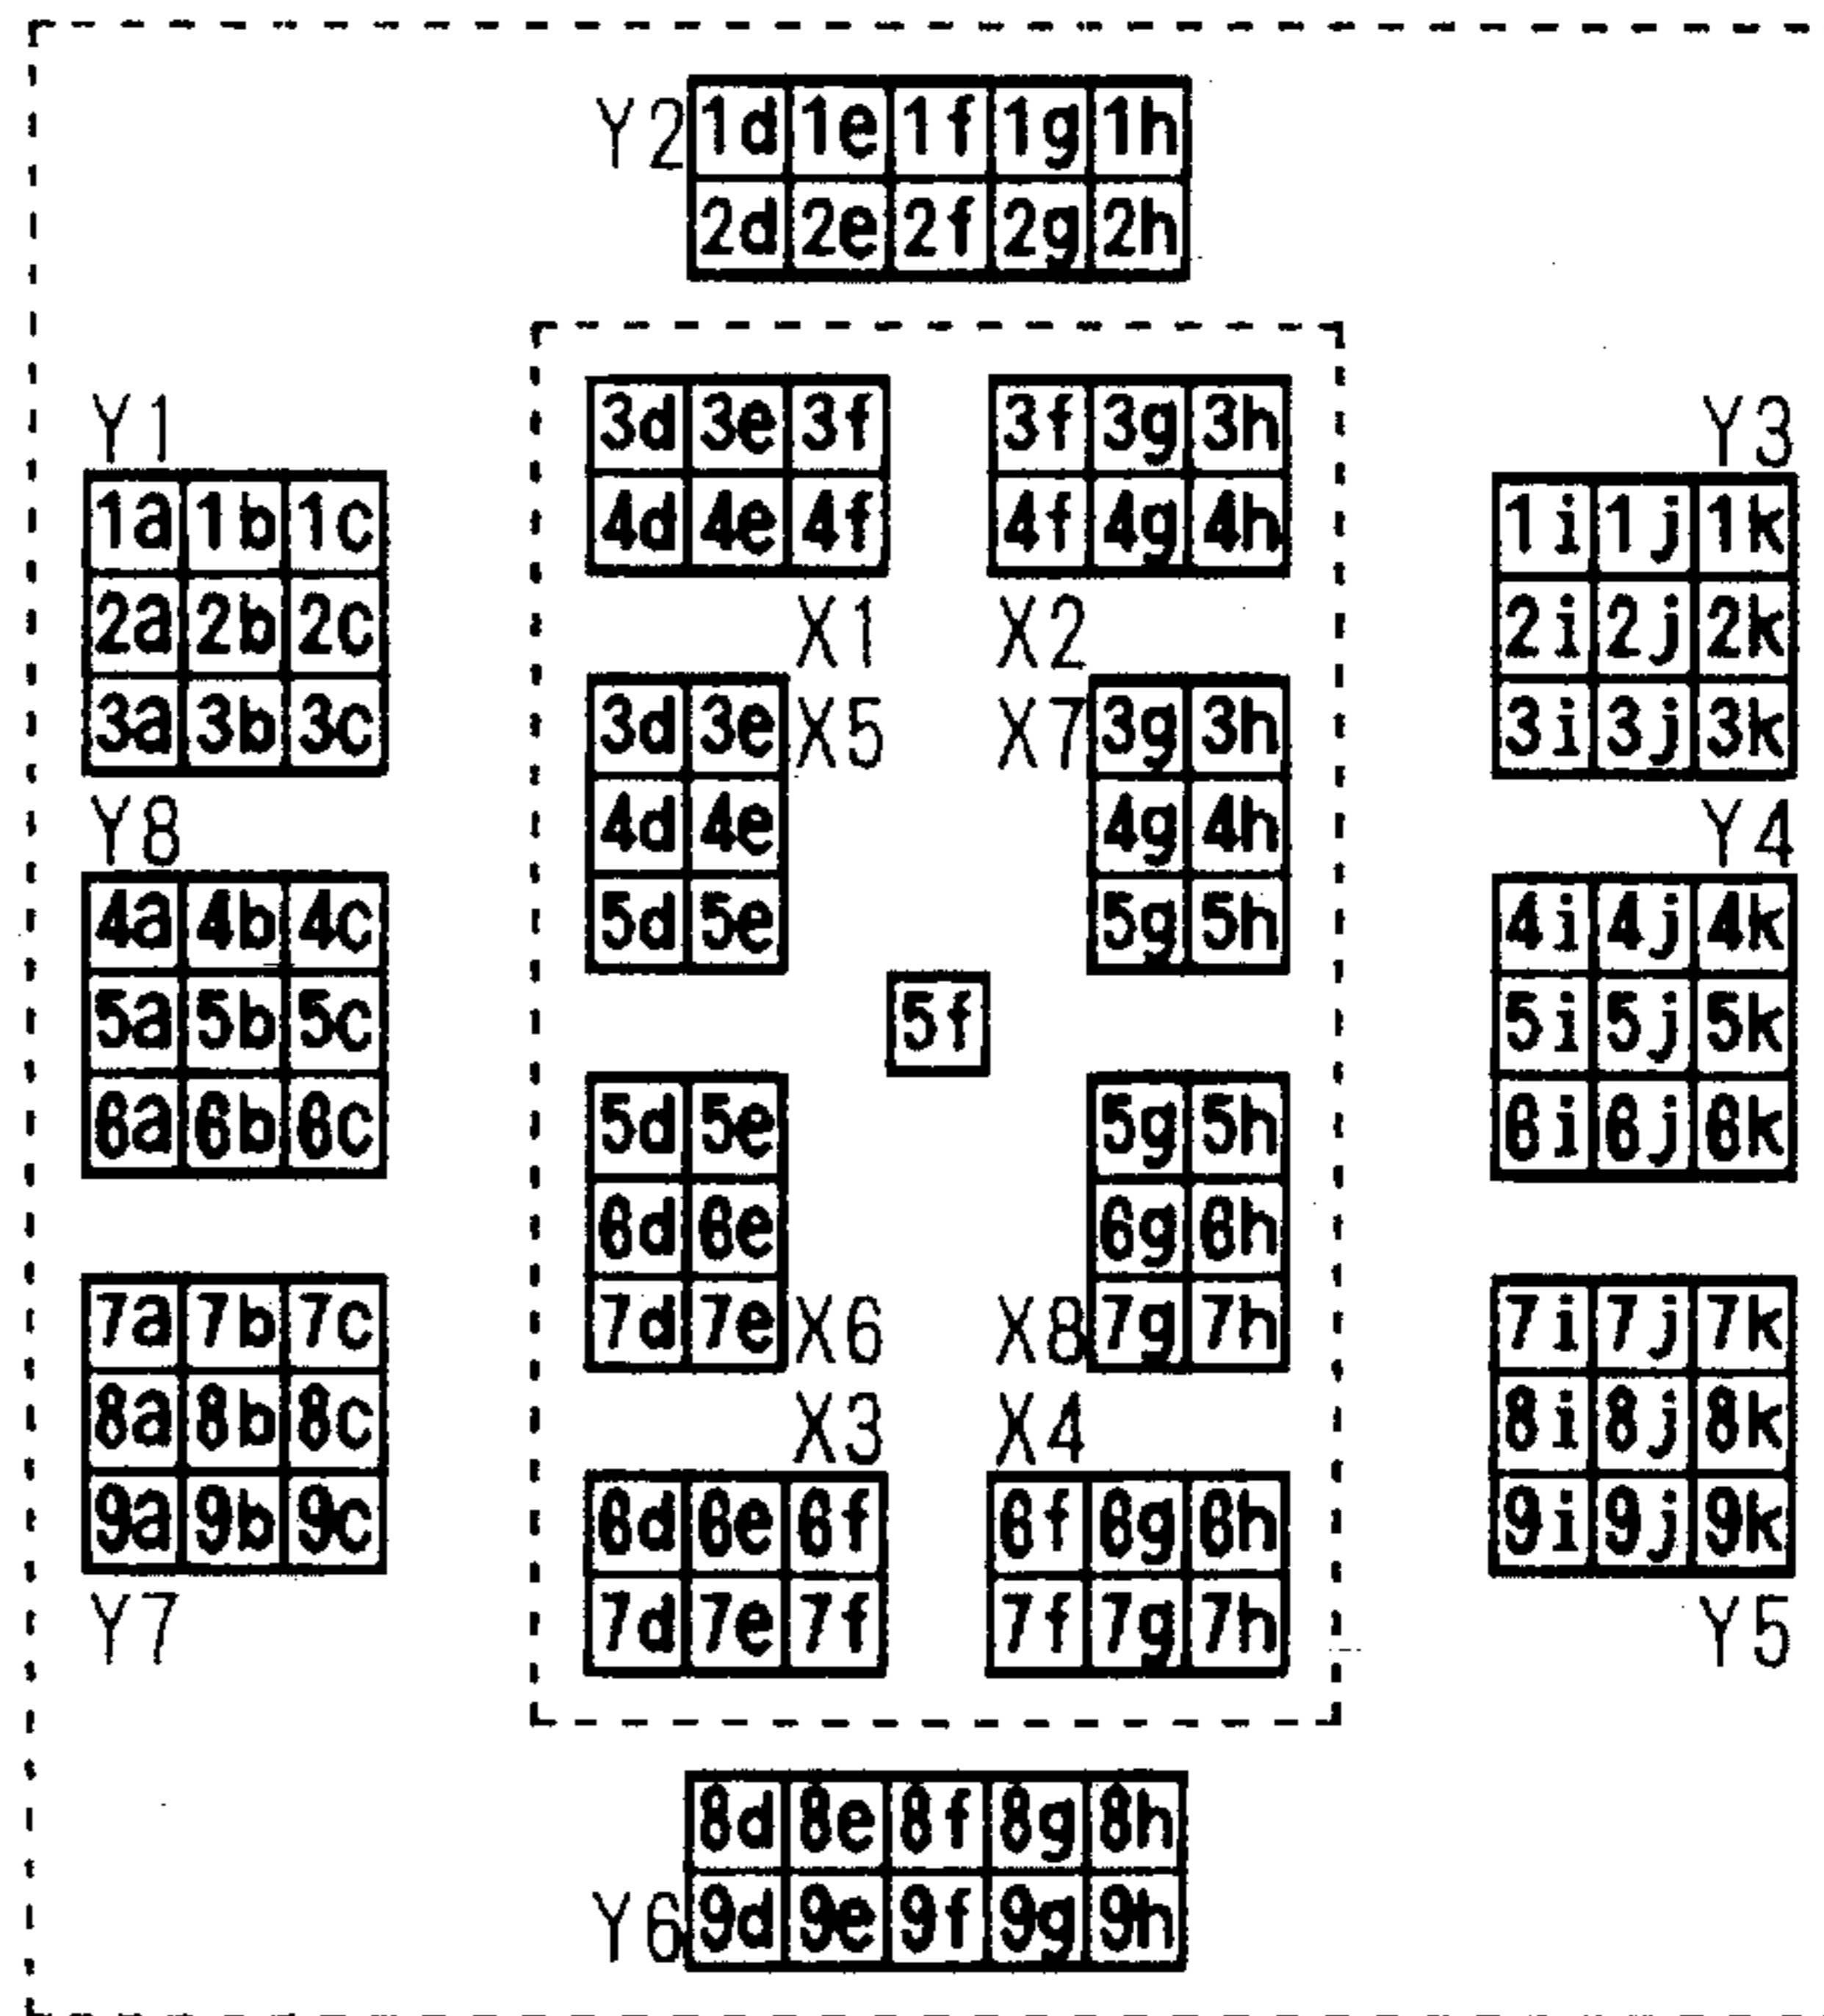 Y2
1d 1e 1f 1g 1h
2d 2e 2f 2g 2h
Y1
1a 1b 1c
2a 2b 2c
3a 3b 3c
Y8
4a 4b 4c
5a 5b 5c
6a 6b 6c
7a 7b 7c
8a 8b 8c
9a 9b 9c
Y7
3d 3e 3f
4d 4e 4f
X1
3f 3g 3h
4f 4g 4h
X2
X5
3d 3e
4d 4e
5d 5e
X7
3g 3h
4g 4h
5g 5h
5f
5d 5e
6d 6e
7d 7e
X6
5g 5h
6g 6h
7g 7h
X8
X3
6d 6e 6f
7d 7e 7f
X4
6f 6g 6h
7f 7g 7h
Y3
1i 1j 1k
2i 2j 2k
3i 3j 3k
Y4
4i 4j 4k
5i 5j 5k
6i 6j 6k
7i 7j 7k
8i 8j 8k
9i 9j 9k
Y5
8d 8e 8f 8g 8h
9d 9e 9f 9g 9h
Y6